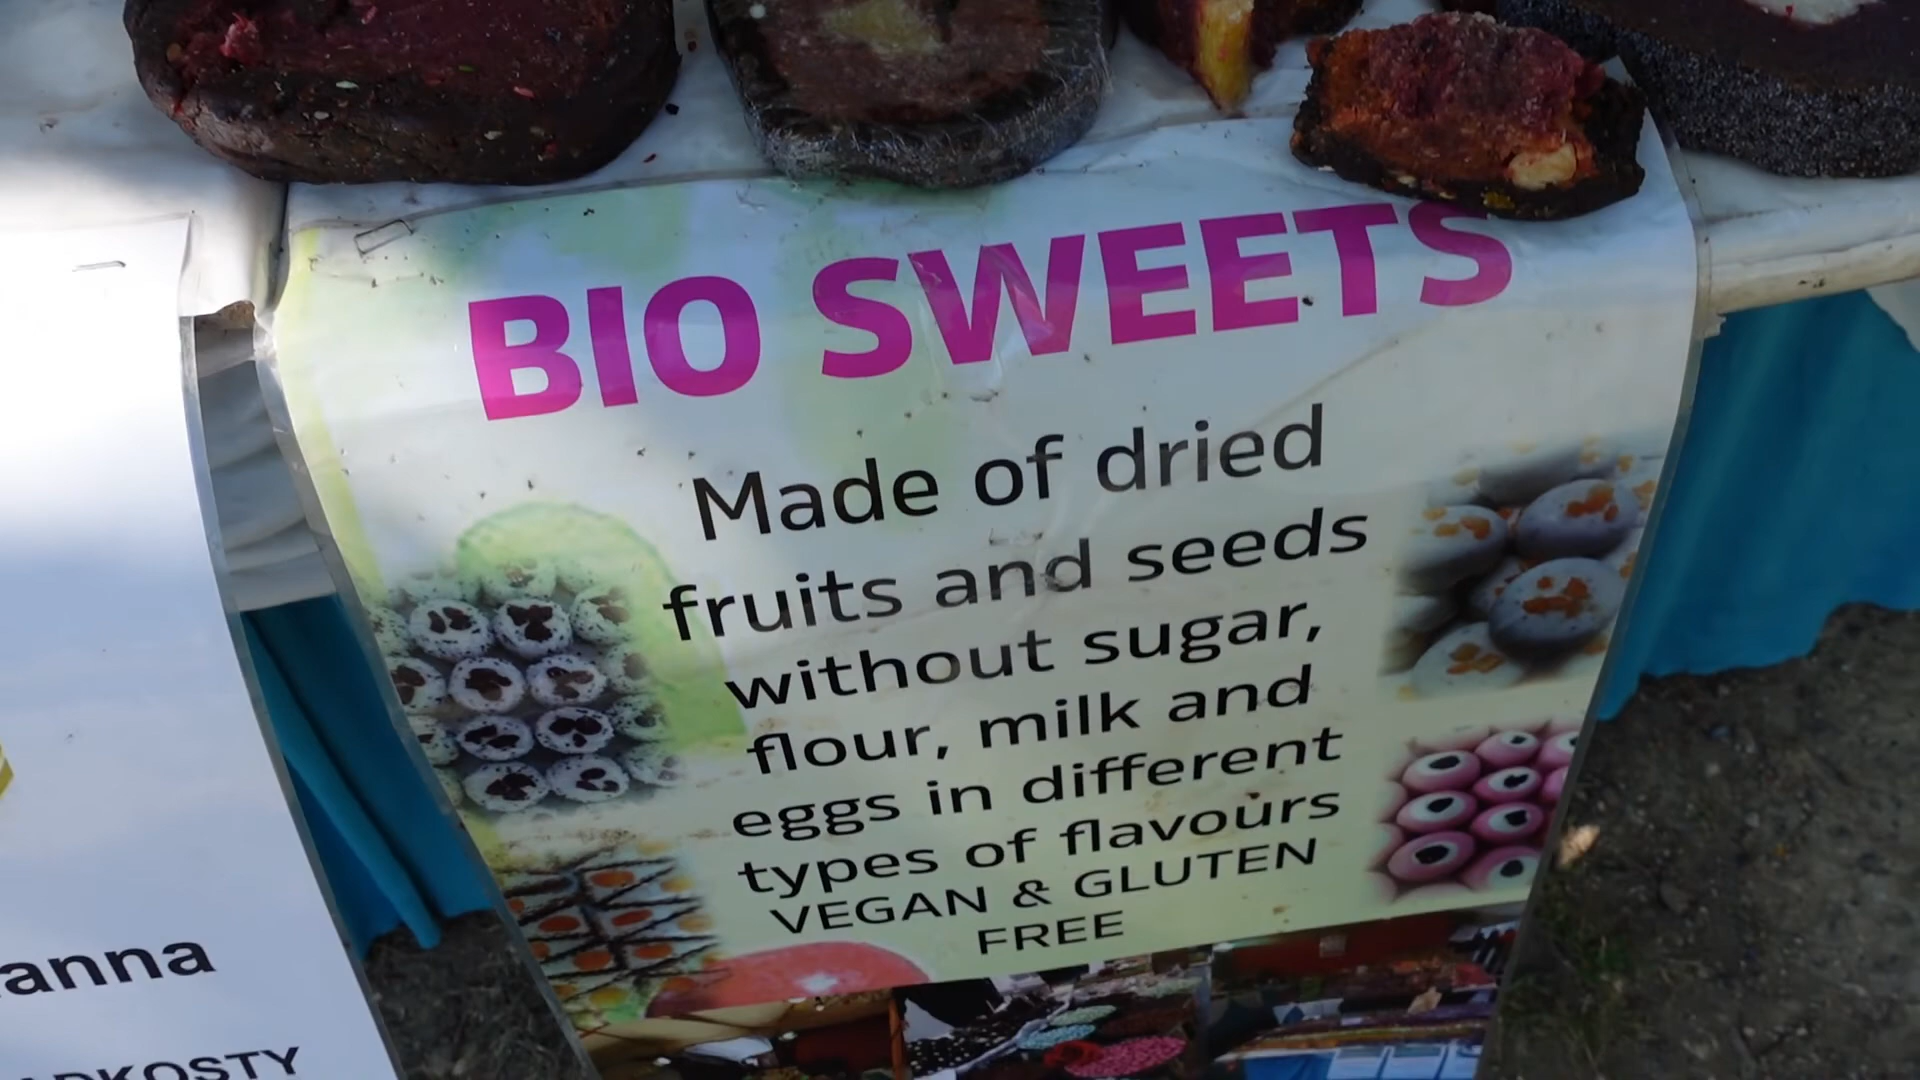 BIO SWEETS
Made of dried
fruits and seeds
without sugar,
flour, milk and
eggs in different
types of flavours
VEGAN & GLUTEN
FREE
anna
ADKOSTY